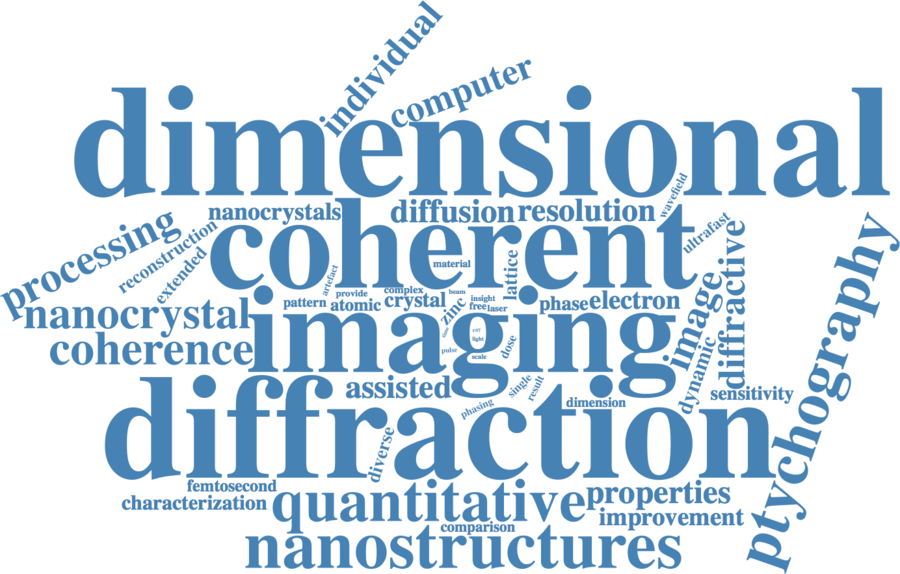 individual
computer
dimensional
wavefield
nanocrystals
diffusion
resolution
processing
reconstruction
extended
coherent
ultrafast
ptychography
artefact
material
lattice
diffractive
image
pattern
provide
atomic
complex
crystal
beam
zinc
insight
free
laser
phase
electron
nanocrystal
coherence
imaging
ray
light
pulse
scale
dose
dynamic
assisted
phasing
single
result
dimension
sensitivity
diffraction
diverse
femtosecond
characterization
quantitative
properties
improvement
comparison
nanostructures